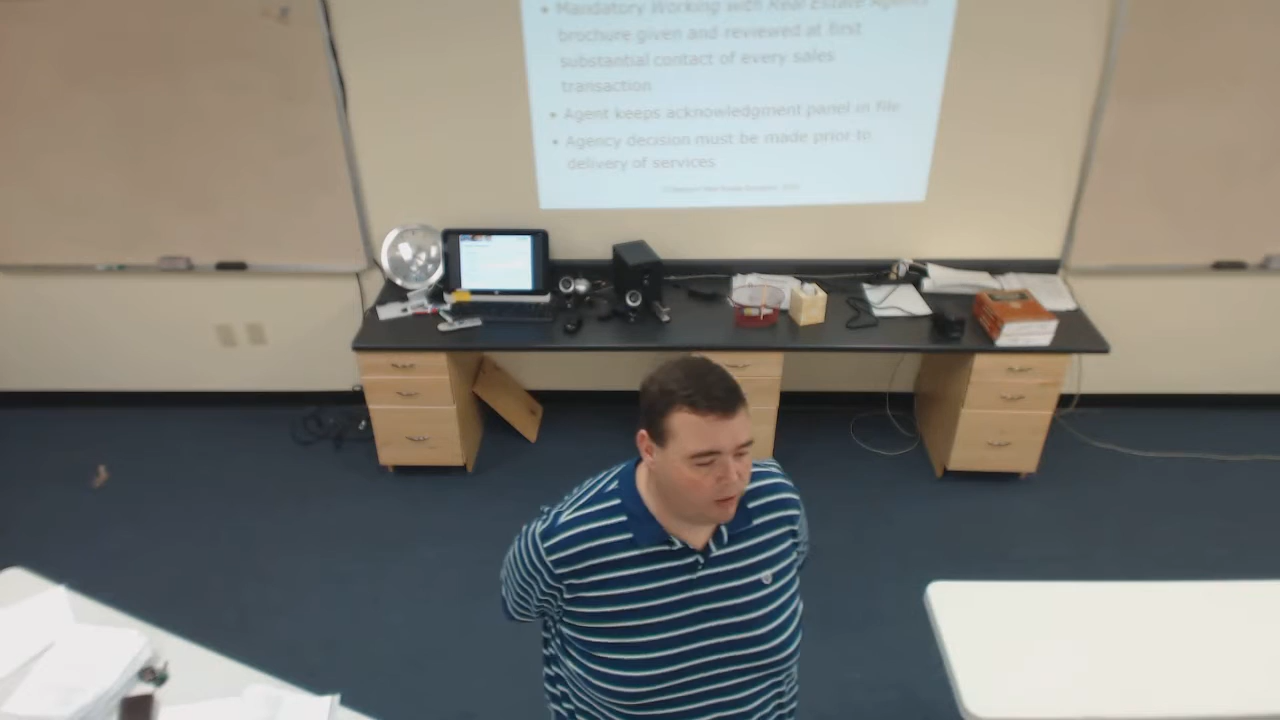 • Mandatory Working with Real Estate Agents
brochure given and reviewed at first
substantial contact of every sales
transaction
• Agent keeps acknowledgment panel in file
• Agency decision must be made prior to
delivery of services